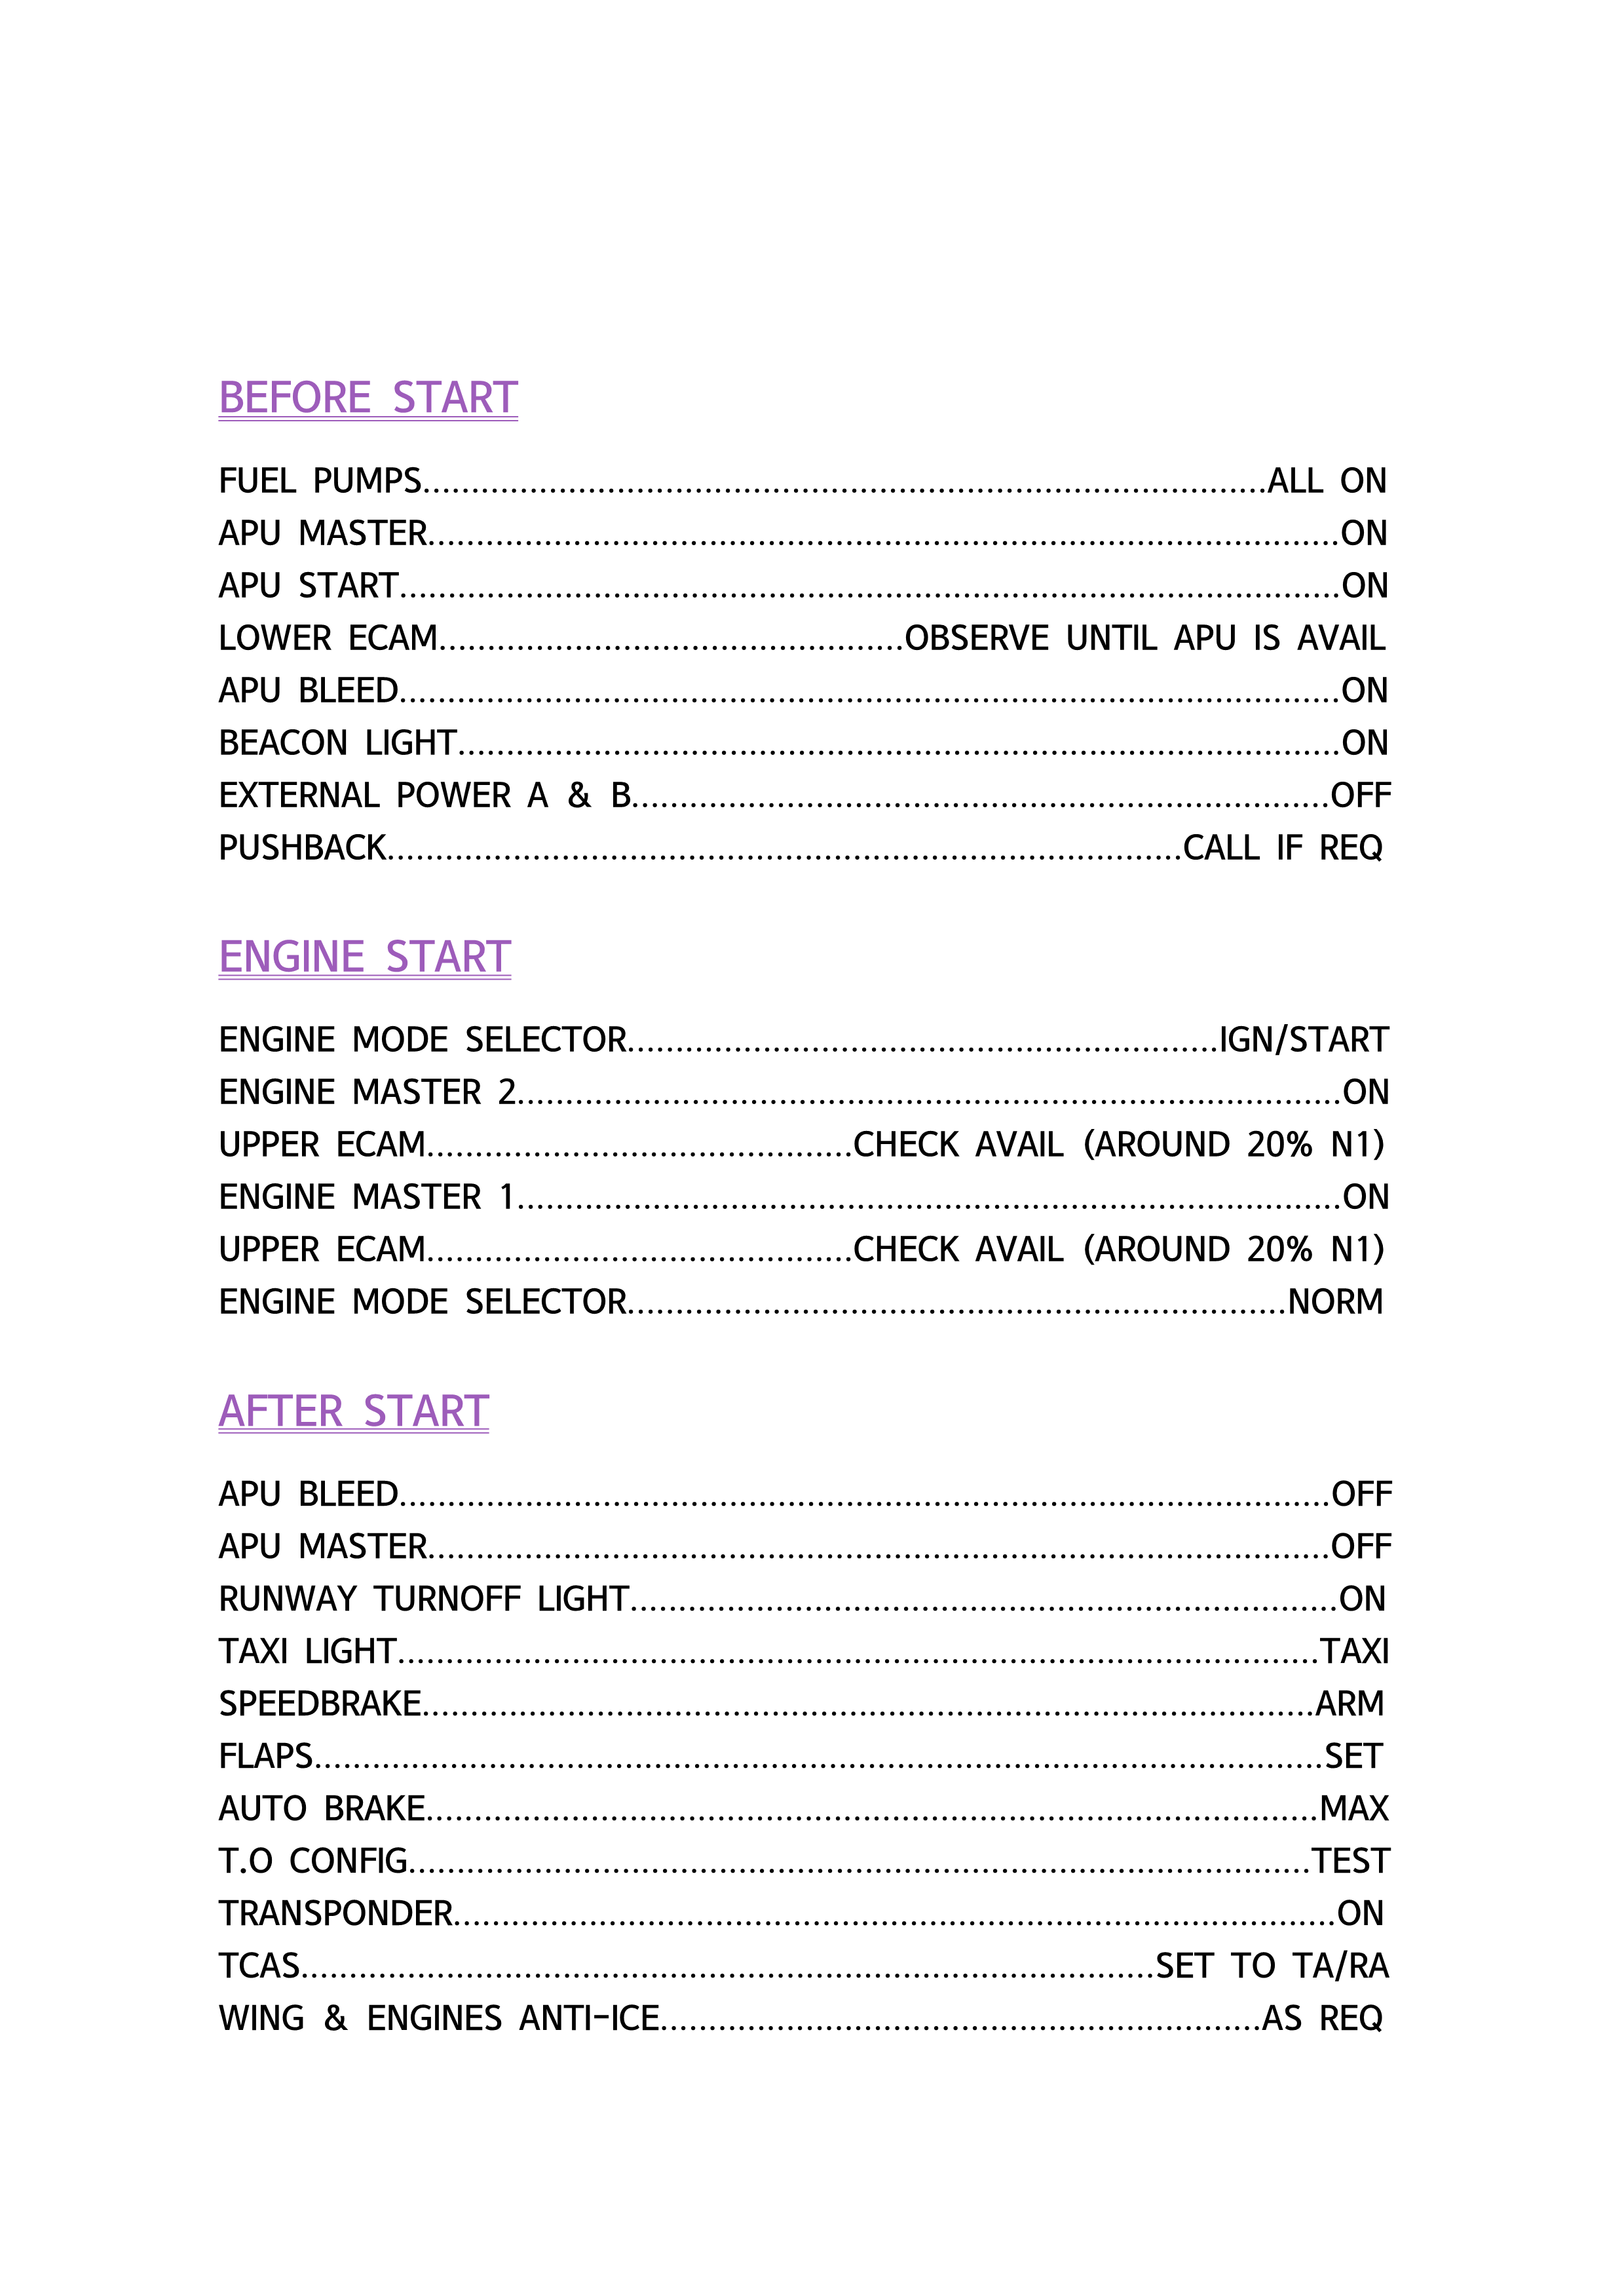 BEFORE START
FUEL PUMPS........................................................................................ALL ON
APU MASTER...............................................................................................ON
APU START..................................................................................................ON
LOWER ECAM................................................OBSERVE UNTIL APU IS AVAIL
APU BLEED..................................................................................................ON
BEACON LIGHT............................................................................................ON
EXTERNAL POWER A & B........................................................................OFF
PUSHBACK...................................................................................CALL IF REQ
ENGINE START
ENGINE MODE SELECTOR.............................................................IGN/START
ENGINE MASTER 2......................................................................................ON
UPPER ECAM............................................CHECK AVAIL (AROUND 20% N1)
ENGINE MASTER 1......................................................................................ON
UPPER ECAM............................................CHECK AVAIL (AROUND 20% N1)
ENGINE MODE SELECTOR....................................................................NORM
AFTER START
APU BLEED.................................................................................................OFF
APU MASTER..............................................................................................OFF
RUNWAY TURNOFF LIGHT..........................................................................ON
TAXI LIGHT................................................................................................TAXI
SPEEDBRAKE.............................................................................................ARM
FLAPS.........................................................................................................SET
AUTO BRAKE.............................................................................................MAX
T.O CONFIG..............................................................................................TEST
TRANSPONDER............................................................................................ON
TCAS.........................................................................................SET TO TA/RA
WING & ENGINES ANTI-ICE...............................................................AS REQ